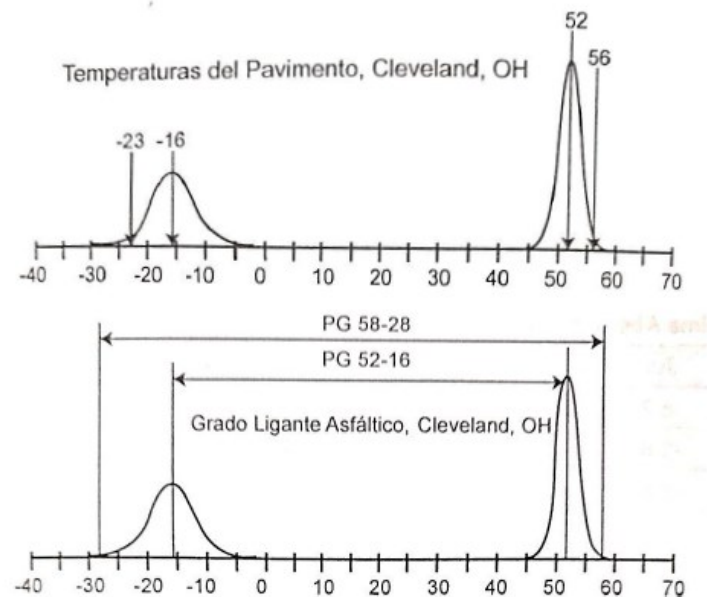 52
Temperaturas del Pavimento, Cleveland, OH
56
-23 -16
-40 -30 -20 -10 0 10 20 30 40 50 60 70
PG 58-28
PG 52-16
Grado Ligante Asfáltico, Cleveland, OH
-40 -30 -20 -10 0 10 20 30 40 50 60 70